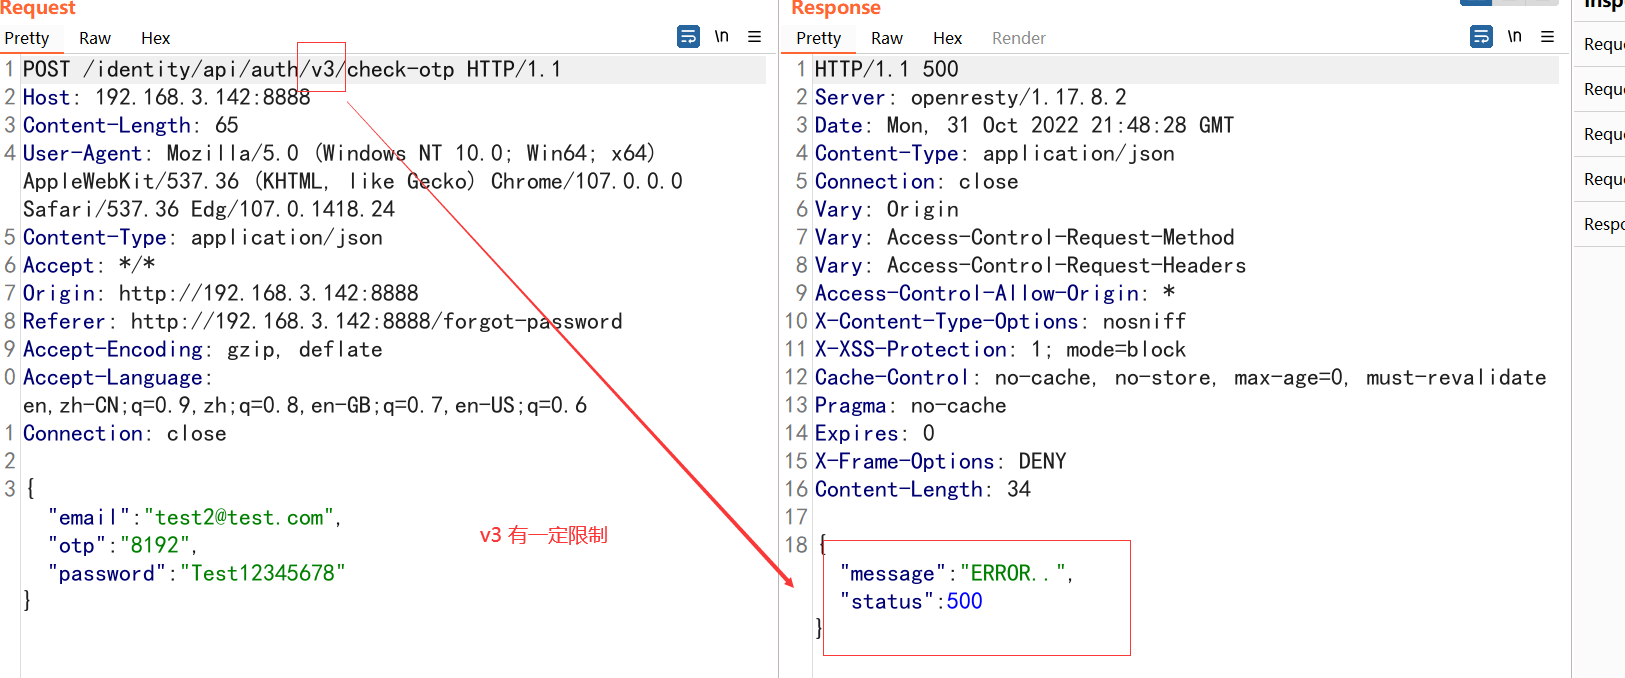 Request
Pretty Raw Hex \n
1 POST /identity/api/auth/v3/check-otp HTTP/1.1
2 Host: 192.168.3.142:8888
3 Content-Length: 65
4 User-Agent: Mozilla/5.0 (Windows NT 10.0; Win64; x64)
AppleWebKit/537.36 (KHTML, like Gecko) Chrome/107.0.0.0
Safari/537.36 Edg/107.0.1418.24
5 Content-Type: application/json
6 Accept: */*
7 Origin: http://192.168.3.142:8888
8 Referer: http://192.168.3.142:8888/forgot-password
9 Accept-Encoding: gzip, deflate
0 Accept-Language:
en,zh-CN;q=0.9,zh;q=0.8,en-GB;q=0.7,en-US;q=0.6
1 Connection: close
2
3 {
"email":"test2@test.com",
"otp":"8192",
"password":"Test12345678"
}
v3 有一定限制
Response
Pretty Raw Hex Render \n
1 HTTP/1.1 500
2 Server: openresty/1.17.8.2
3 Date: Mon, 31 Oct 2022 21:48:28 GMT
4 Content-Type: application/json
5 Connection: close
6 Vary: Origin
7 Vary: Access-Control-Request-Method
8 Vary: Access-Control-Request-Headers
9 Access-Control-Allow-Origin: *
10 X-Content-Type-Options: nosniff
11 X-XSS-Protection: 1; mode=block
12 Cache-Control: no-cache, no-store, max-age=0, must-revalidate
13 Pragma: no-cache
14 Expires: 0
15 X-Frame-Options: DENY
16 Content-Length: 34
17
18 {
"message":"ERROR..",
"status":500
}
Insp
Requ
Requ
Requ
Requ
Respo